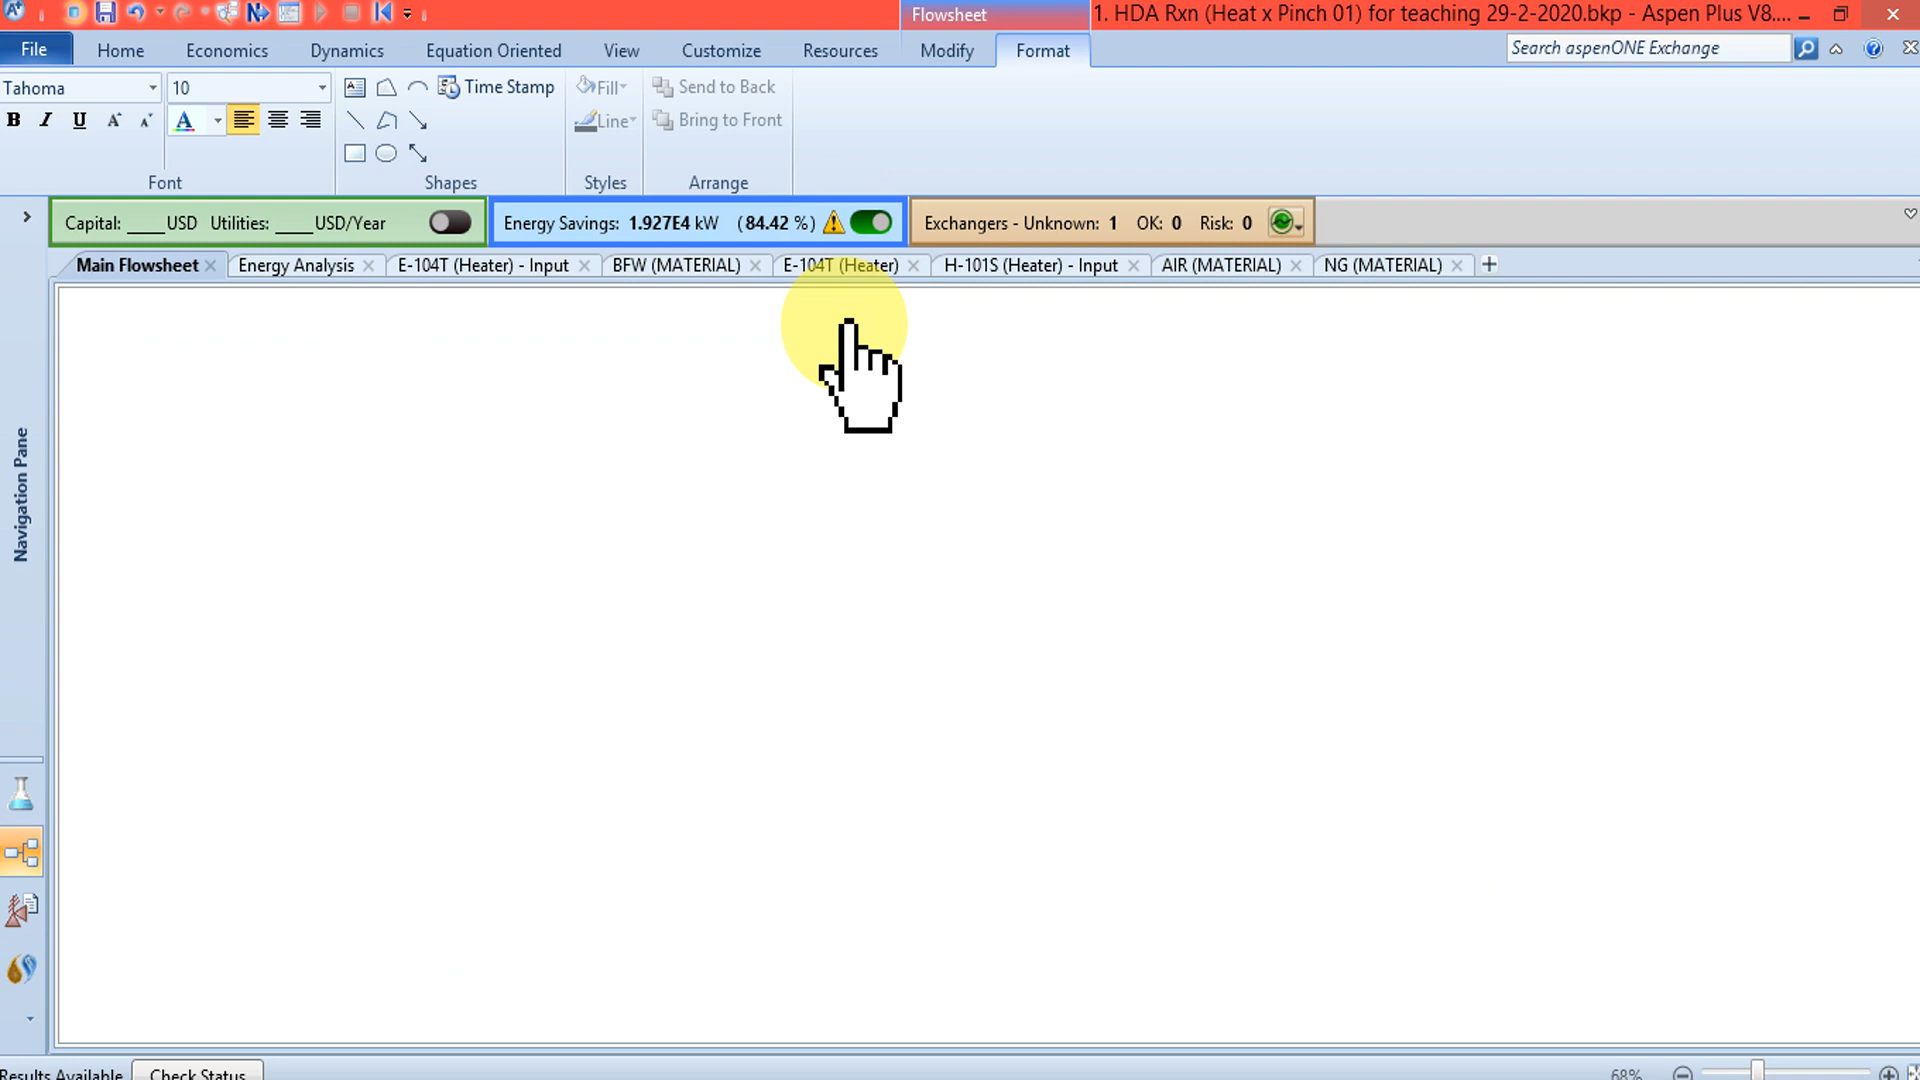 Flowsheet
1. HDA Rxn (Heat x Pinch 01) for teaching 29-2-2020.bkp - Aspen Plus V8....
File Home Economics Dynamics Equation Oriented View Customize Resources Modify Format Search aspenONE Exchange
Tahoma 10 Time Stamp Fill Send to Back
B I U A A A Line Bring to Front
Font Shapes Styles Arrange
Capital: ____USD Utilities: ____USD/Year Energy Savings: 1.927E4 kW (84.42 %) Exchangers - Unknown: 1 OK: 0 Risk: 0
Main Flowsheet Energy Analysis E-104T (Heater) - Input BFW (MATERIAL) E-104T (Heater) H-101S (Heater) - Input AIR (MATERIAL) NG (MATERIAL) +
Navigation Pane
Results Available Check Status 68%